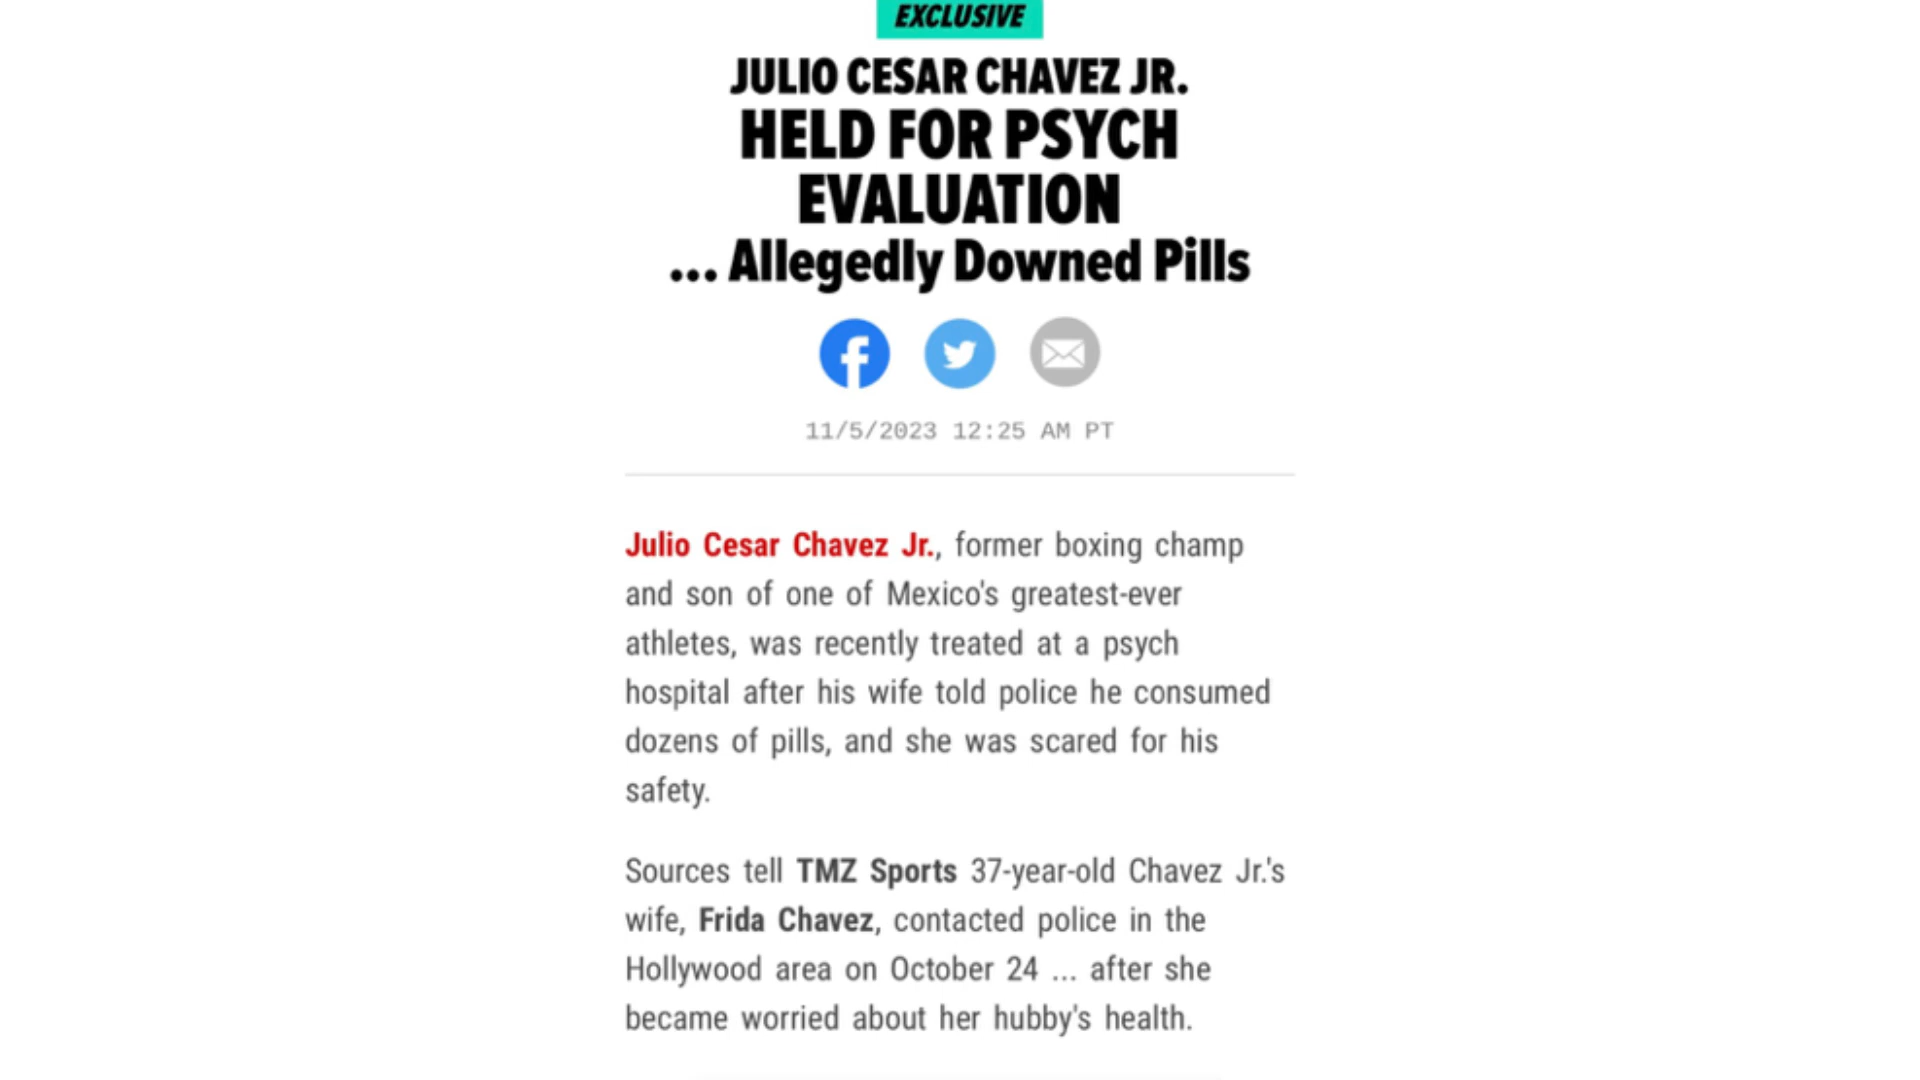 EXCLUSIVE
JULIO CESAR CHAVEZ JR.
HELD FOR PSYCH
EVALUATION
... Allegedly Downed Pills
11/5/2023 12:25 AM PT
Julio Cesar Chavez Jr., former boxing champ
and son of one of Mexico's greatest-ever
athletes, was recently treated at a psych
hospital after his wife told police he consumed
dozens of pills, and she was scared for his
safety.
Sources tell TMZ Sports 37-year-old Chavez Jr.'s
wife, Frida Chavez, contacted police in the
Hollywood area on October 24 ... after she
became worried about her hubby's health.